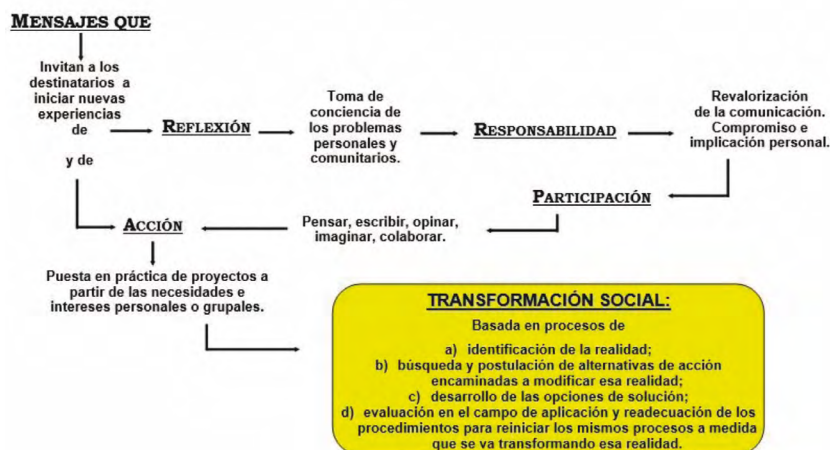 MENSAJES QUE
Invitan a los
destinatarios a
iniciar nuevas
experiencias
de
y de
REFLEXIÓN
Toma de
conciencia de
los problemas
personales y
comunitarios.
RESPONSABILIDAD
Revalorización
de la comunicación.
Compromiso e
implicación personal.
PARTICIPACIÓN
Pensar, escribir, opinar,
imaginar, colaborar.
ACCIÓN
Puesta en práctica de proyectos a
partir de las necesidades e
intereses personales o grupales.
TRANSFORMACIÓN SOCIAL:
Basada en procesos de
a) identificación de la realidad;
b) búsqueda y postulación de alternativas de acción
encaminadas a modificar esa realidad;
c) desarrollo de las opciones de solución;
d) evaluación en el campo de aplicación y readecuación de los
procedimientos para reiniciar los mismos procesos a medida
que se va transformando esa realidad.